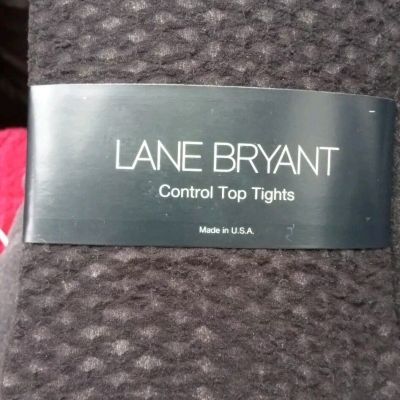 LANE BRYANT
Control Top Tights
Made in U.S.A.